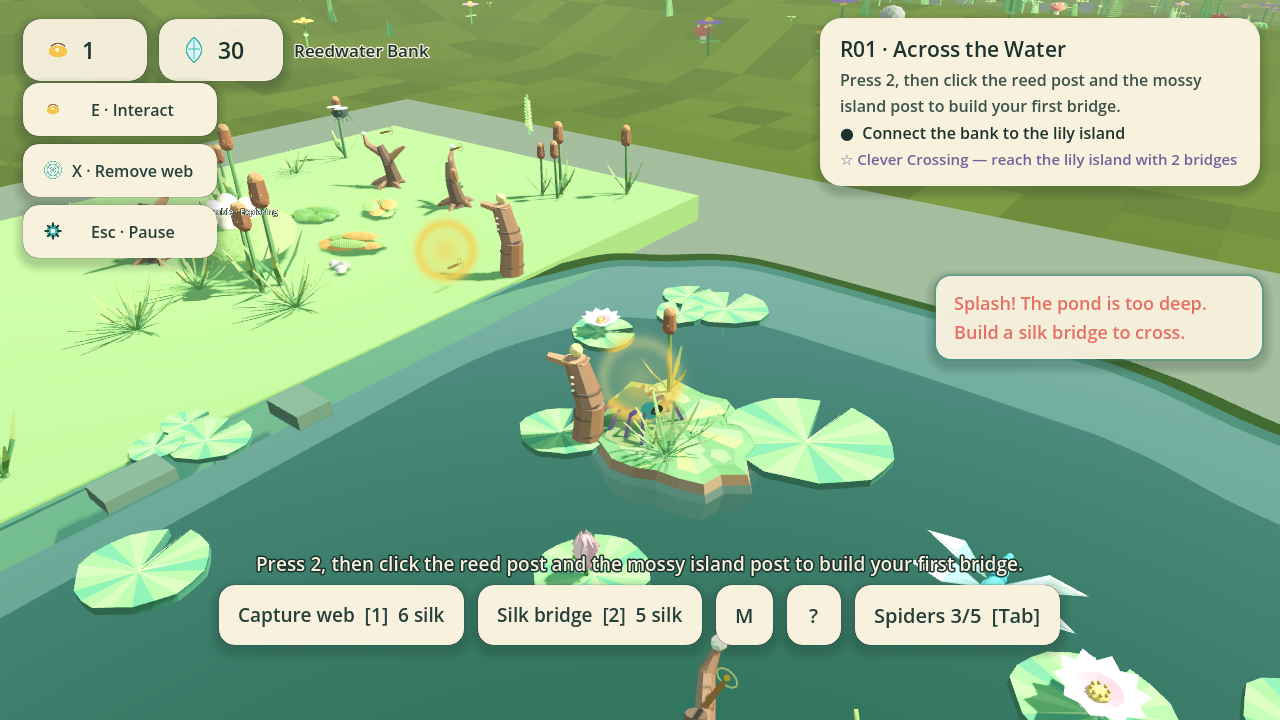 1
30
Reedwater Bank
E · Interact
X · Remove web
Esc · Pause
R01 · Across the Water
Press 2, then click the reed post and the mossy
island post to build your first bridge.
Connect the bank to the lily island
☆ Clever Crossing — reach the lily island with 2 bridges
Splash! The pond is too deep.
Build a silk bridge to cross.
Press 2, then click the reed post and the mossy island post to build your first bridge.
Capture web [1] 6 silk
Silk bridge [2] 5 silk
M
?
Spiders 3/5 [Tab]